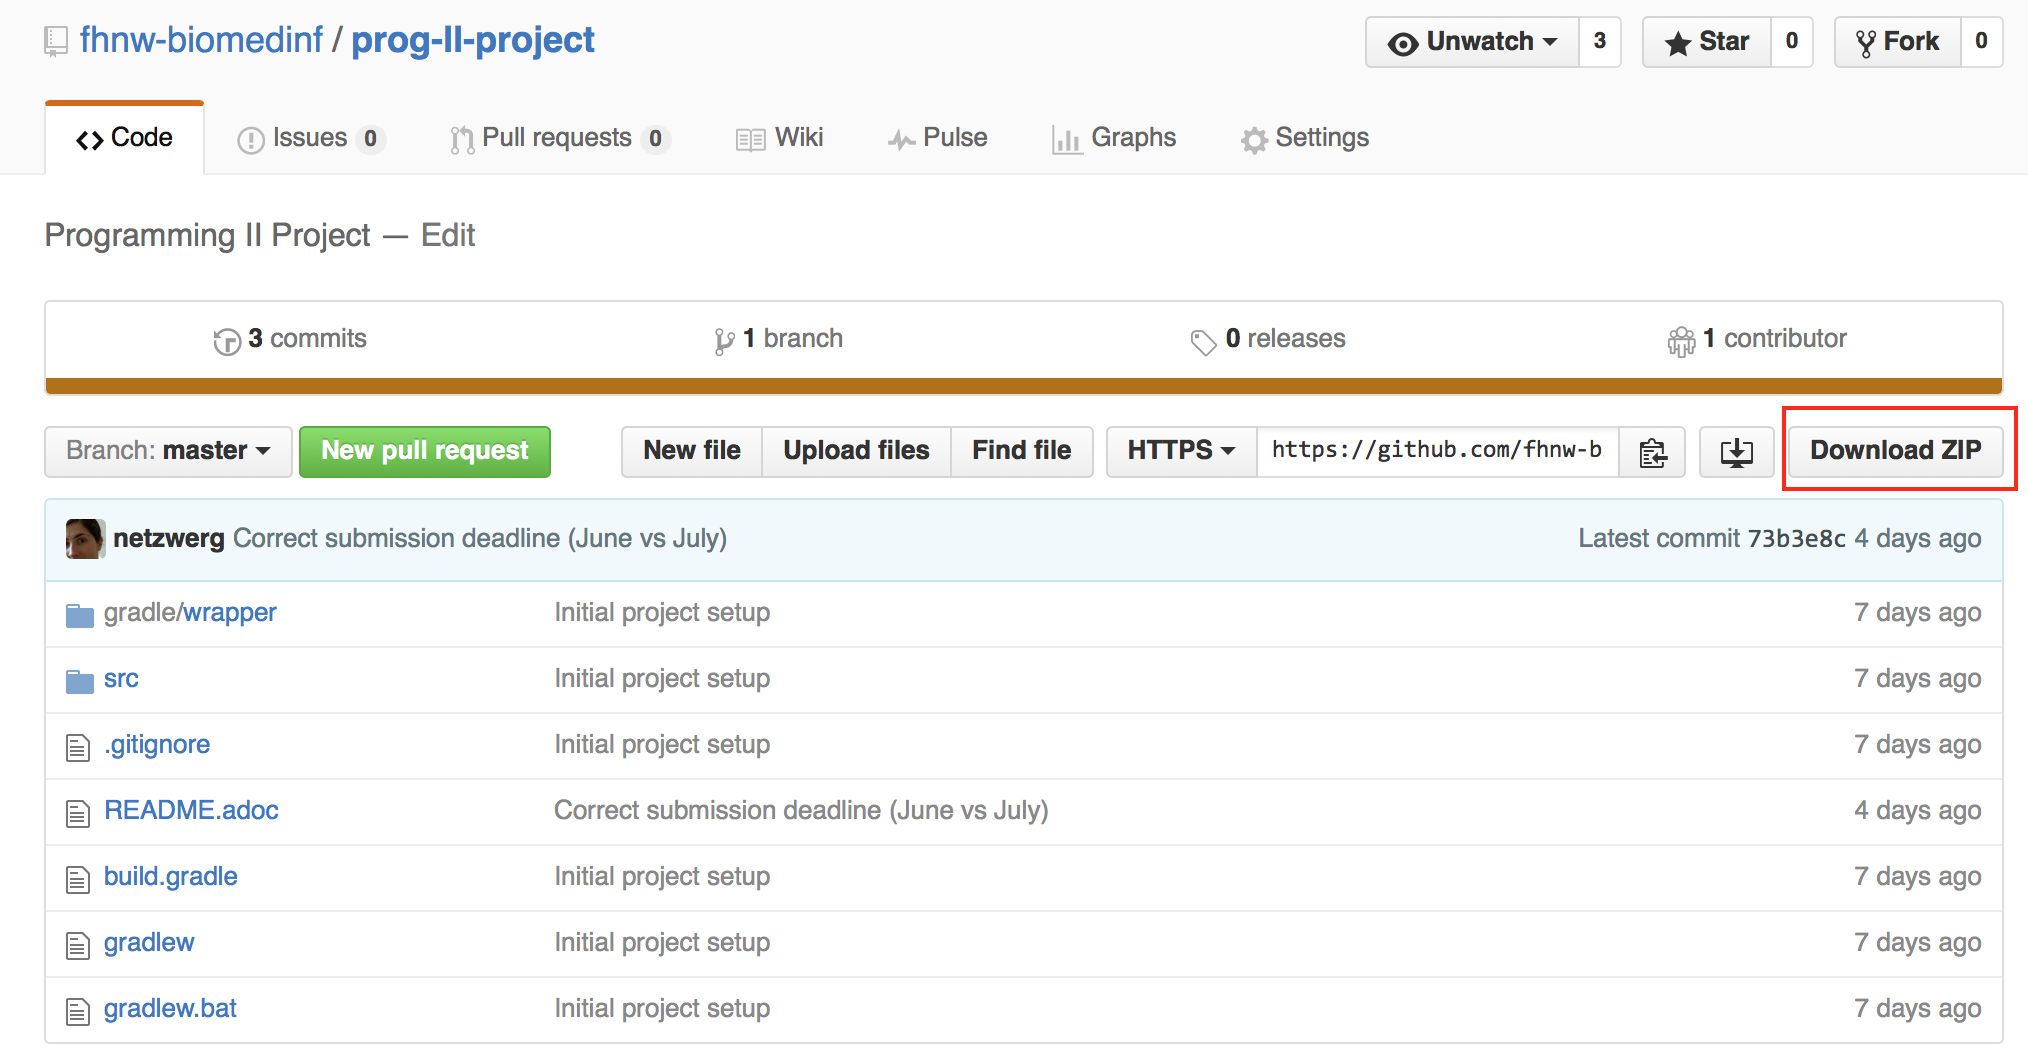 fhnw-biomedinf / prog-II-project
Unwatch 3 Star 0 Fork 0
Code Issues 0 Pull requests 0 Wiki Pulse Graphs Settings
Programming II Project — Edit
3 commits 1 branch 0 releases 1 contributor
Branch: master New pull request New file Upload files Find file HTTPS https://github.com/fhnw-b Download ZIP
netzwerg Correct submission deadline (June vs July) Latest commit 73b3e8c 4 days ago
gradle/wrapper Initial project setup 7 days ago
src Initial project setup 7 days ago
.gitignore Initial project setup 7 days ago
README.adoc Correct submission deadline (June vs July) 4 days ago
build.gradle Initial project setup 7 days ago
gradlew Initial project setup 7 days ago
gradlew.bat Initial project setup 7 days ago